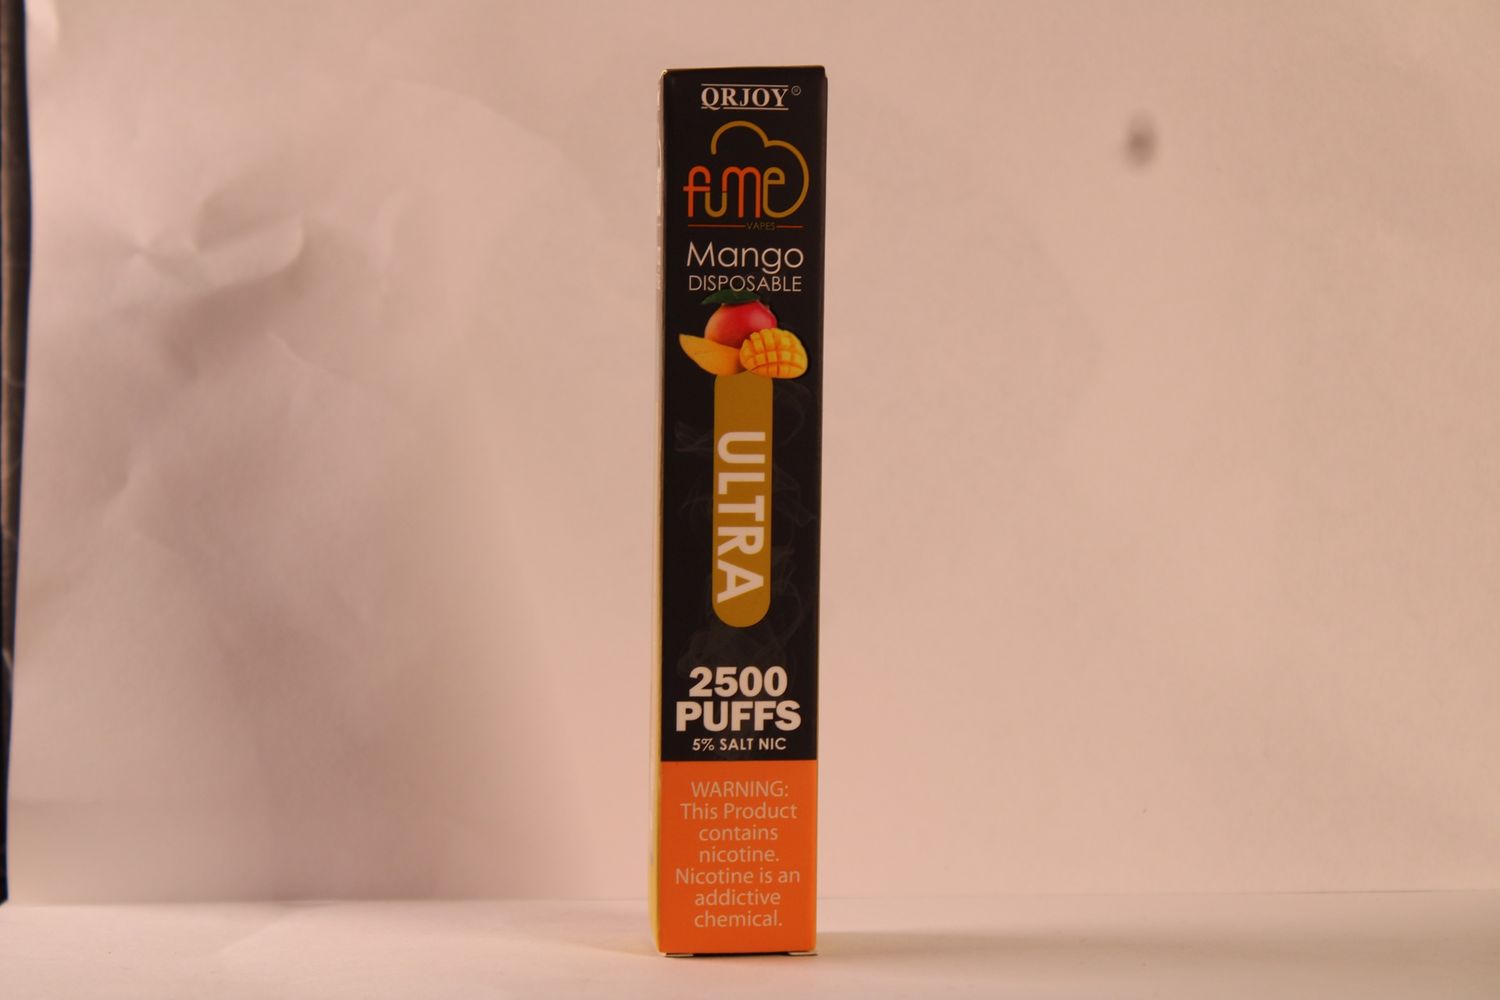 QRJOY®
fume
VAPES
Mango
DISPOSABLE
ULTRA
2500
PUFFS
5% SALT NIC
WARNING:
This Product
contains
nicotine.
Nicotine is an
addictive
chemical.